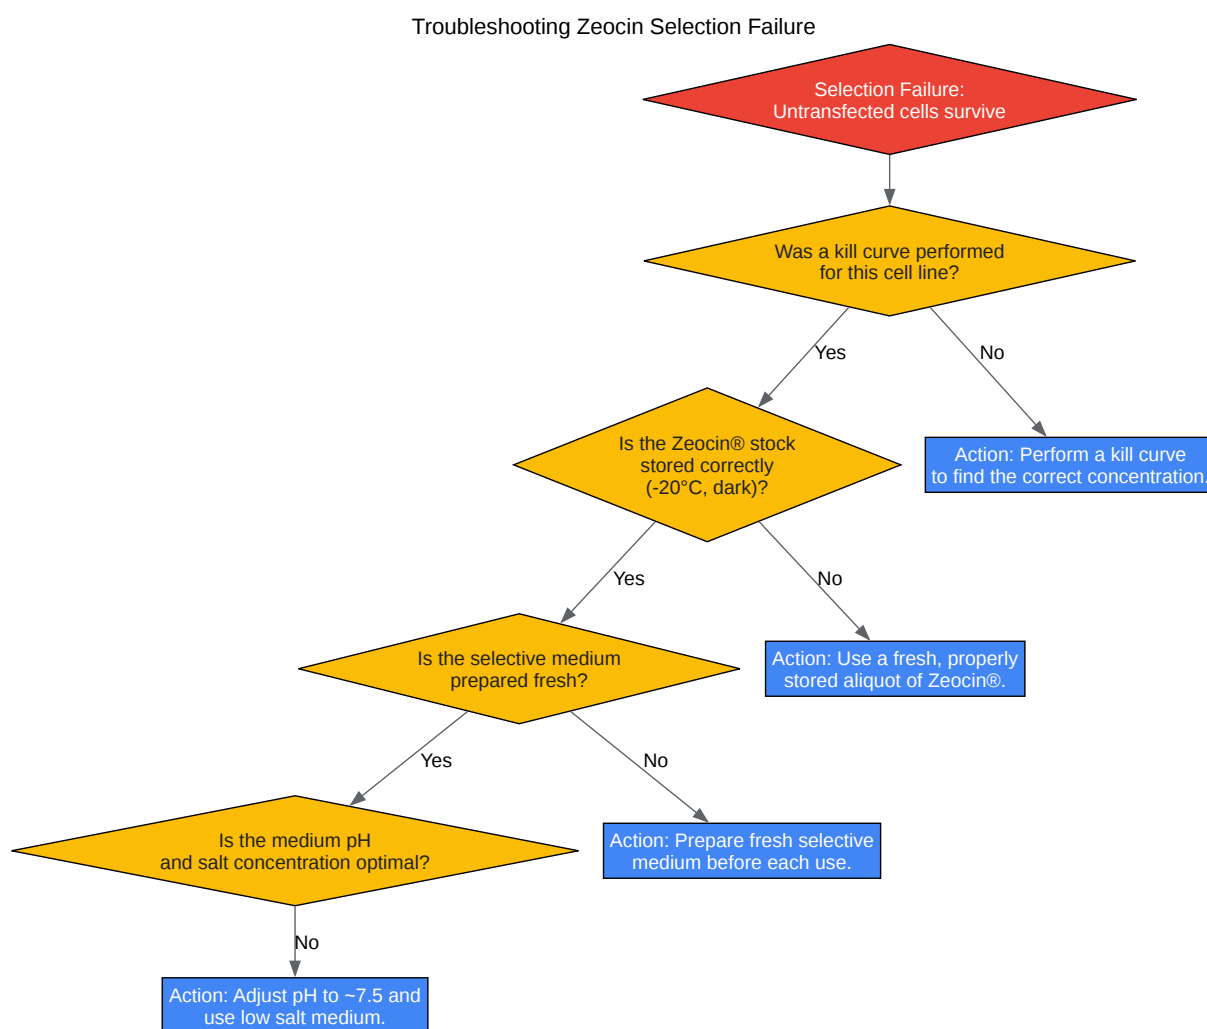 Troubleshooting Zeocin Selection Failure
Selection Failure:
Untransfected cells survive
Was a kill curve performed
for this cell line?
Yes
No
Is the Zeocin® stock
stored correctly
(-20°C, dark)?
Action: Perform a kill curve
to find the correct concentration.
Yes
No
Is the selective medium
prepared fresh?
Action: Use a fresh, properly
stored aliquot of Zeocin®.
Yes
No
Is the medium pH
and salt concentration optimal?
Action: Prepare fresh selective
medium before each use.
No
Action: Adjust pH to ~7.5 and
use low salt medium.